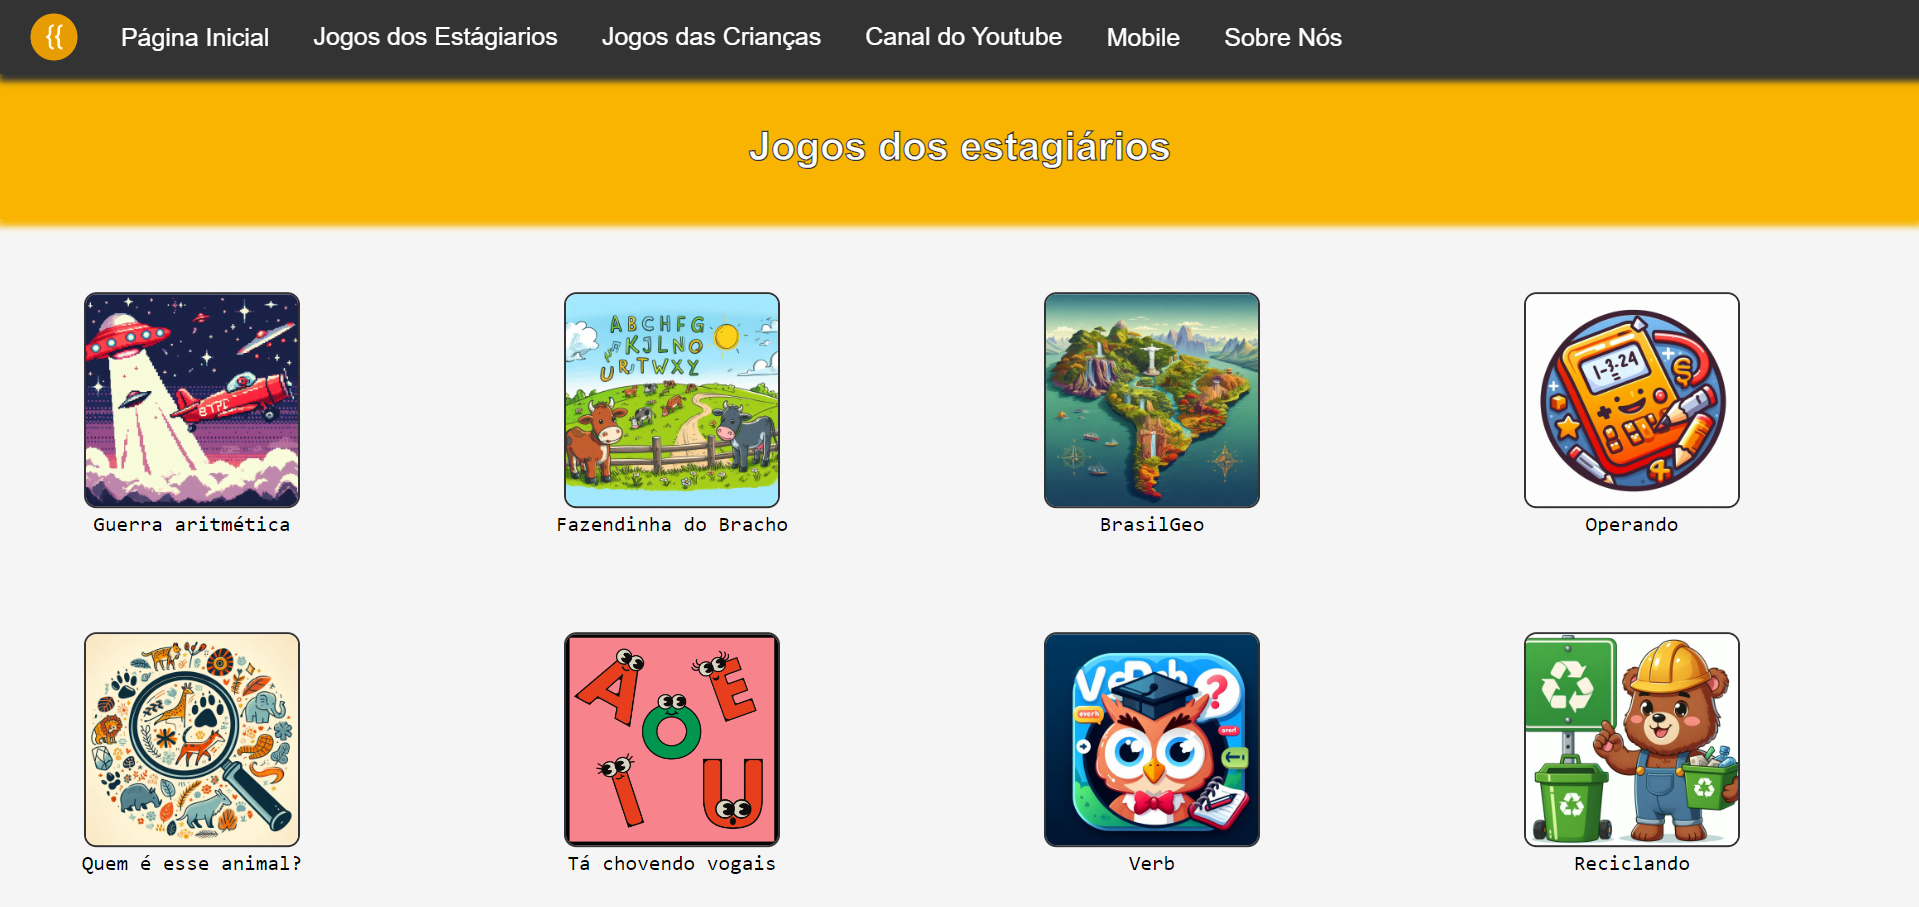 {{ Página Inicial Jogos dos Estágiarios Jogos das Crianças Canal do Youtube Mobile Sobre Nós
Jogos dos estagiários
ABCHFG
KJLNO
URTWXY
1-3-24
Guerra aritmética Fazendinha do Bracho BrasilGeo Operando
A E
O
I U
?
Quem é esse animal? Tá chovendo vogais Verb Reciclando